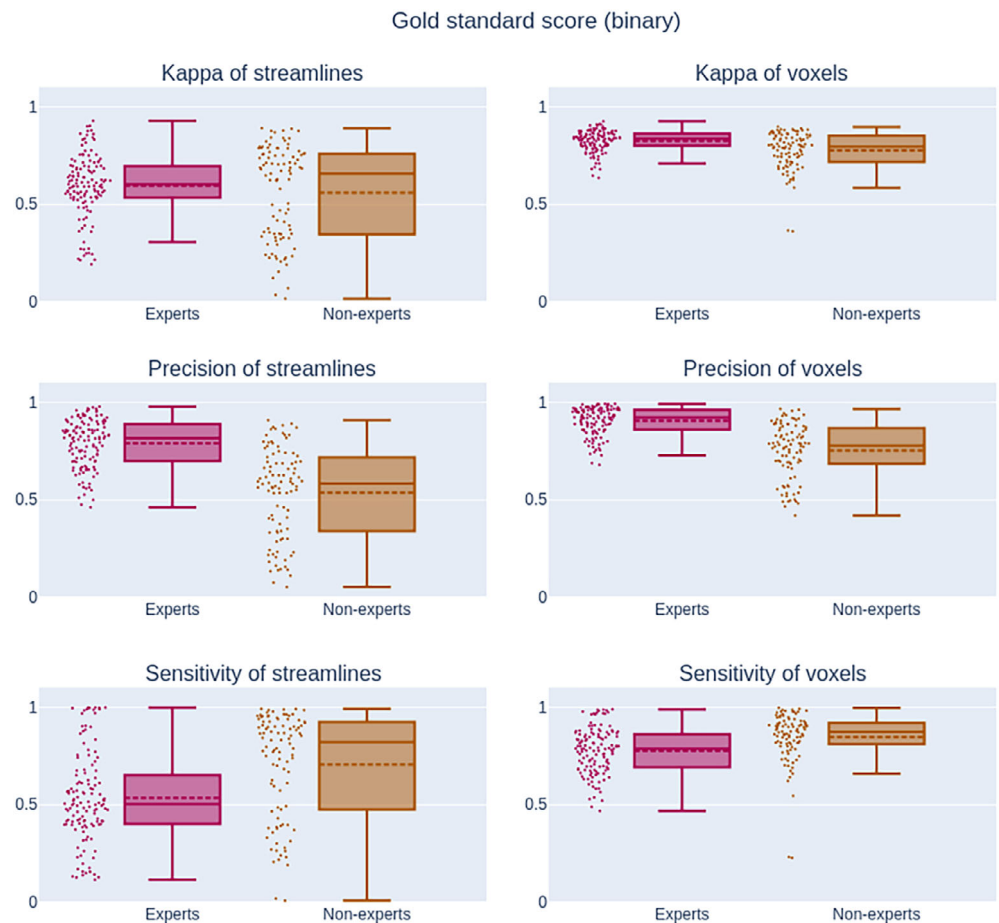 Gold standard score (binary)
Kappa of streamlines
1
0.5
0
Experts Non-experts
Kappa of voxels
1
0.5
0
Experts Non-experts
Precision of streamlines
1
0.5
0
Experts Non-experts
Precision of voxels
1
0.5
0
Experts Non-experts
Sensitivity of streamlines
1
0.5
0
Experts Non-experts
Sensitivity of voxels
1
0.5
0
Experts Non-experts